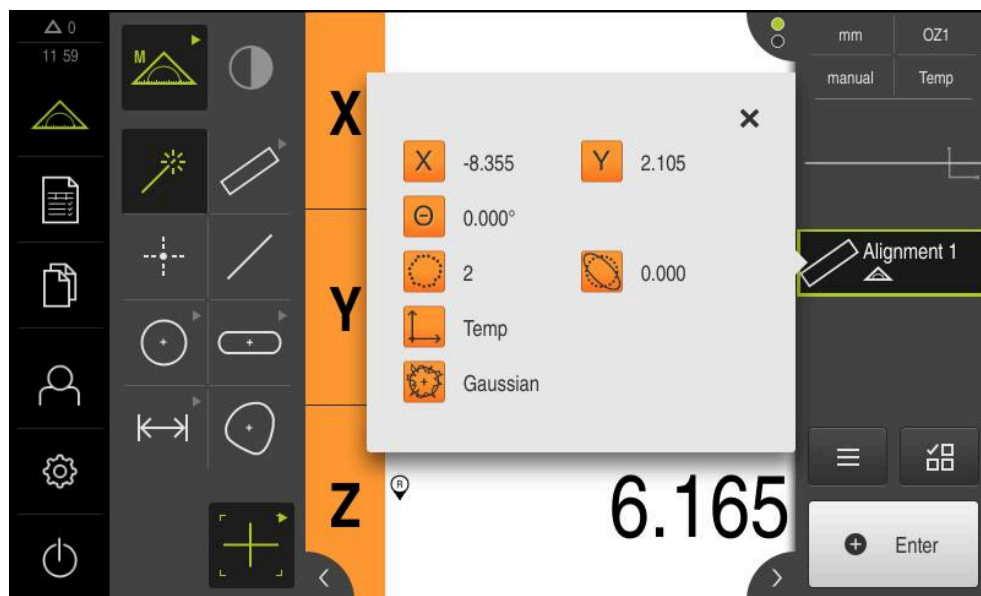 0
11 59
M
mm
OZ1
manual
Temp
X
X
-8.355
Y
2.105
Θ
0.000°
2
0.000
Temp
Gaussian
Alignment 1
Y
Z
R
6.165
Enter